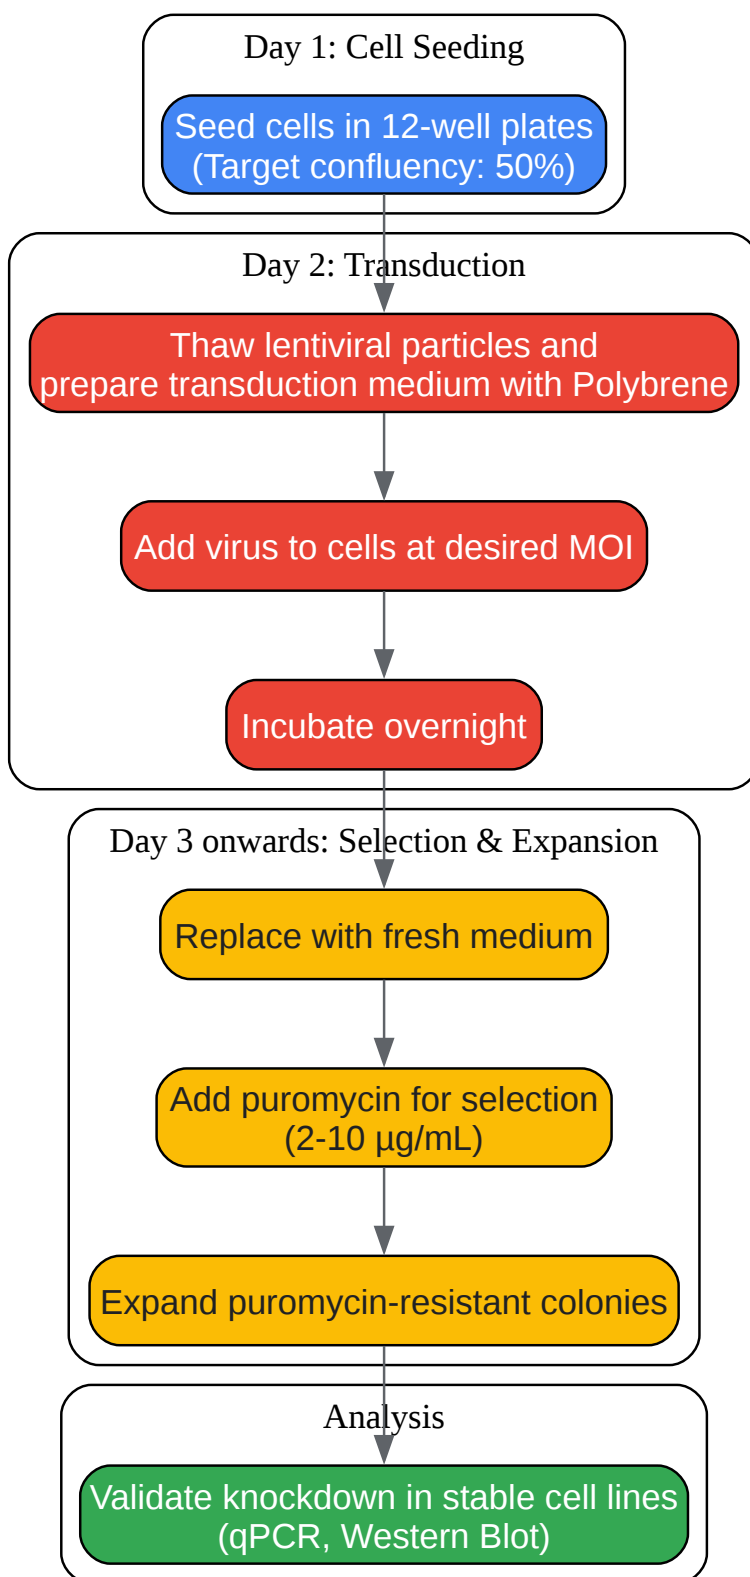 Day 1: Cell Seeding
Seed cells in 12-well plates
(Target confluency: 50%)
Day 2: Transduction
Thaw lentiviral particles and
prepare transduction medium with Polybrene
Add virus to cells at desired MOI
Incubate overnight
Day 3 onwards: Selection & Expansion
Replace with fresh medium
Add puromycin for selection
(2-10 µg/mL)
Expand puromycin-resistant colonies
Analysis
Validate knockdown in stable cell lines
(qPCR, Western Blot)